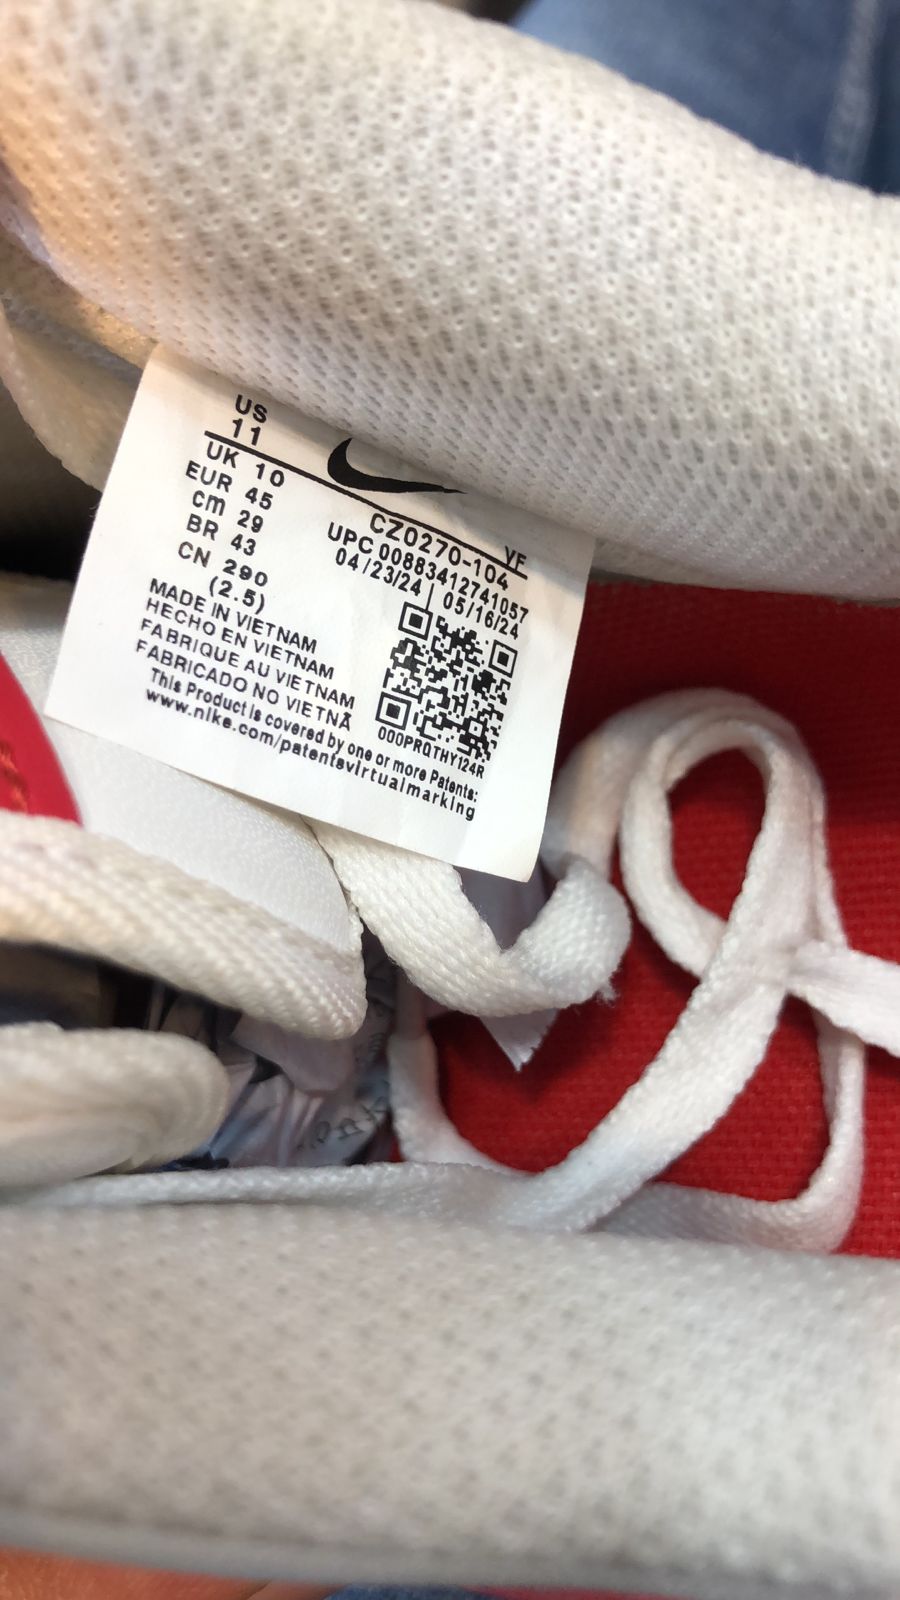 US
11
UK 10
EUR 45
cm 29
BR 43
CN 290
(2.5)
YF
CZ0270-104
UPC 00883412741057
04/23/24 | 05/16/24
MADE IN VIETNAM
HECHO EN VIETNAM
FABRIQUE AU VIETNAM
FABRICADO NO VIETNÃ
000PRQTHY124R
This Product is covered by one or more Patents:
www.nike.com/patentsvirtualmarking